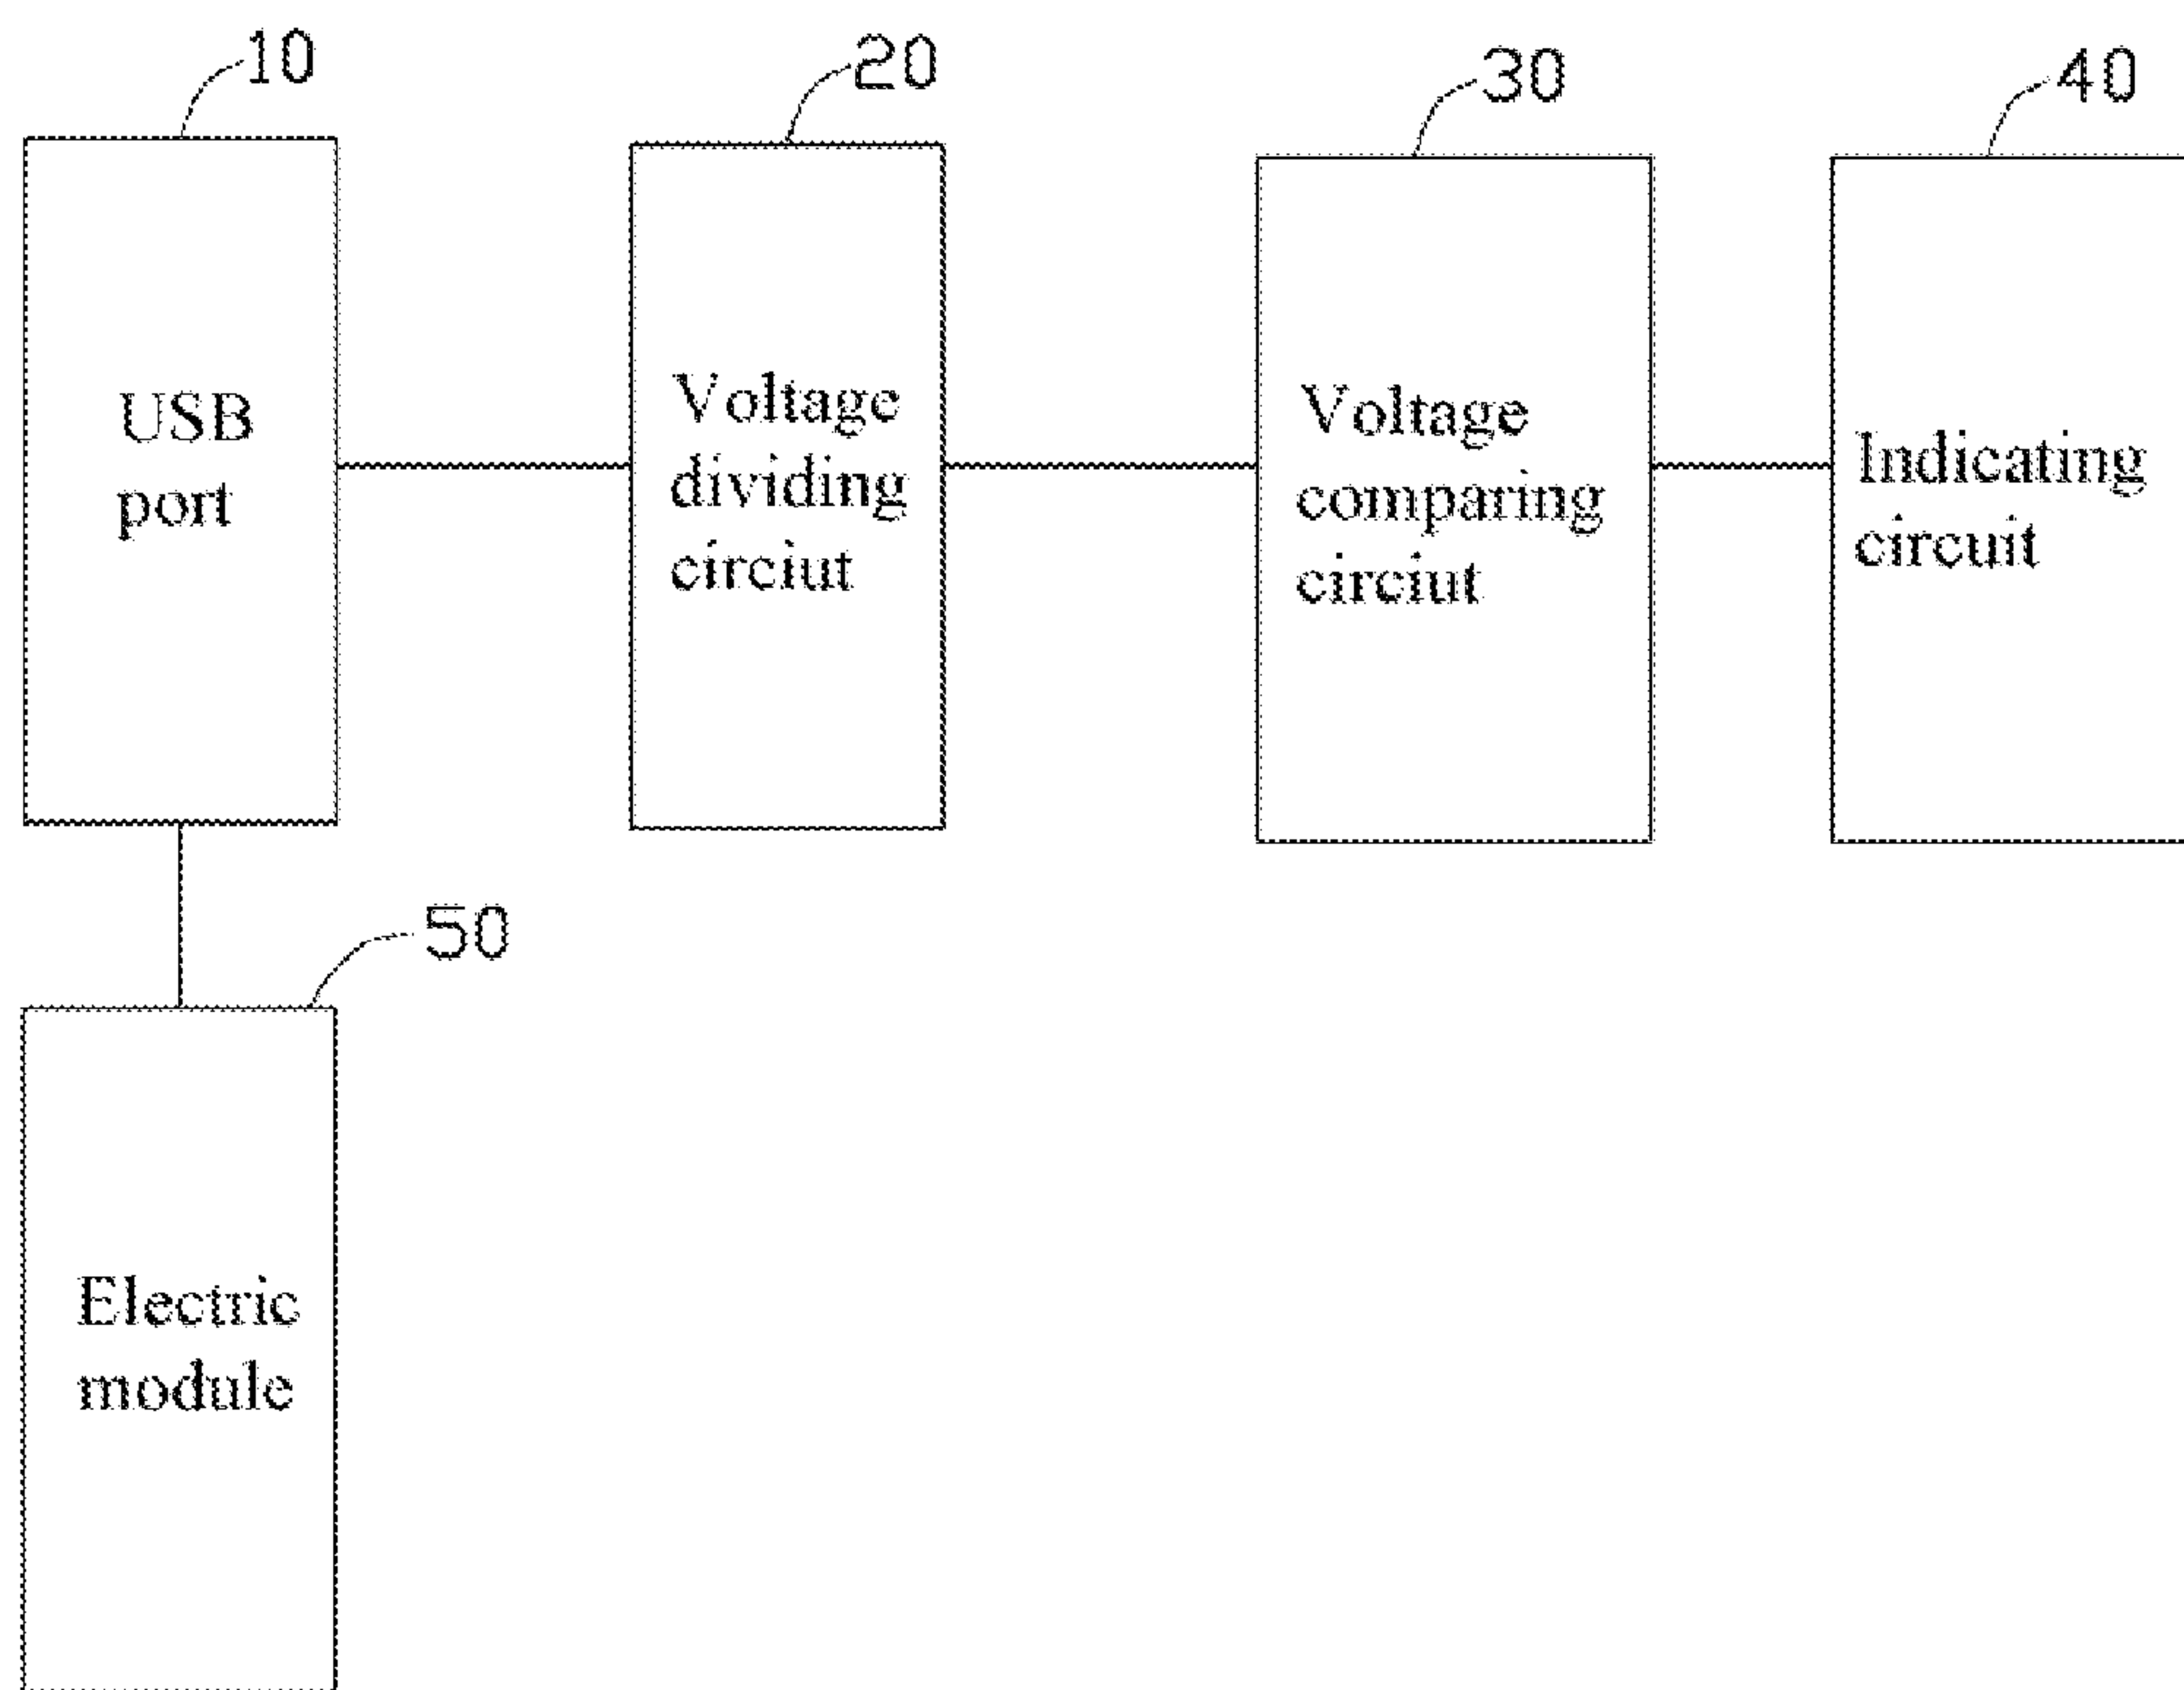 10
20
30
40
USB
port
Voltage
dividing
circiut
Voltage
comparing
circiut
Indicating
circuit
50
Electric
module